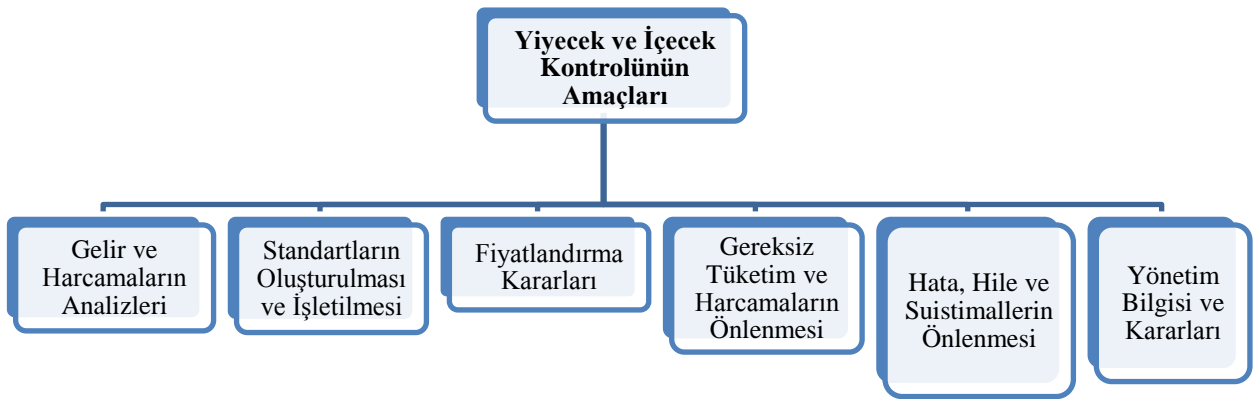 Yiyecek ve İçecek
Kontrolünün
Amaçları
Gelir ve
Harcamaların
Analizleri
Standartların
Oluşturulması
ve İşletilmesi
Fiyatlandırma
Kararları
Gereksiz
Tüketim ve
Harcamaların
Önlenmesi
Hata, Hile ve
Suistimallerin
Önlenmesi
Yönetim
Bilgisi ve
Kararları